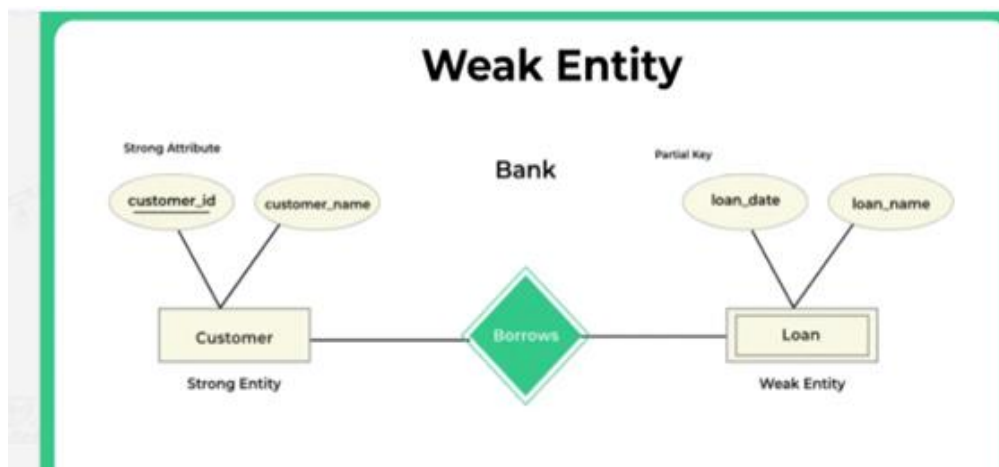 Weak Entity
Strong Attribute
Bank
Partial Key
customer_id
customer_name
loan_date
loan_name
Customer
Borrows
Loan
Strong Entity
Weak Entity